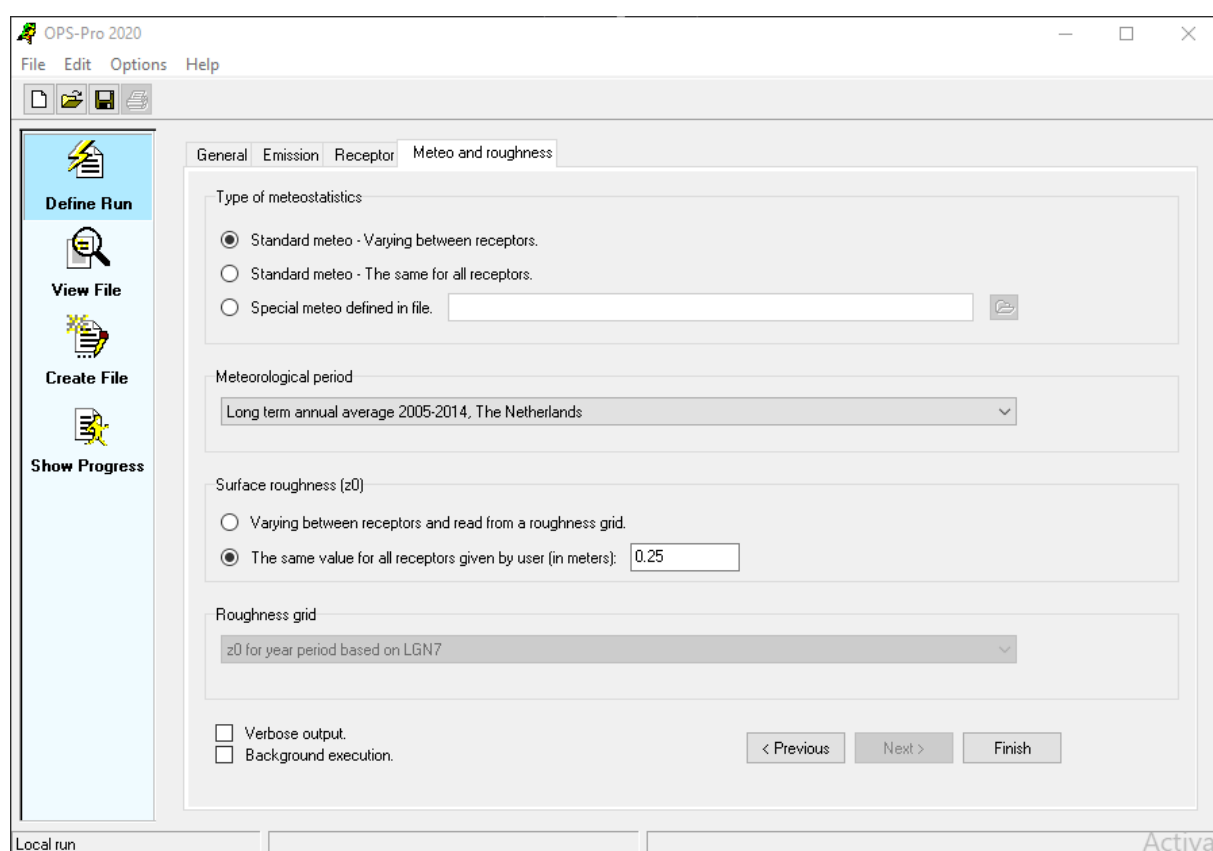 OPS-Pro 2020
File Edit Options Help
Define Run
View File
Create File
Show Progress
General Emission Receptor Meteo and roughness
Type of meteostatistics
Standard meteo - Varying between receptors.
Standard meteo - The same for all receptors.
Special meteo defined in file.
Meteorological period
Long term annual average 2005-2014, The Netherlands
Surface roughness (z0)
Varying between receptors and read from a roughness grid.
The same value for all receptors given by user (in meters): 0.25
Roughness grid
z0 for year period based on LGN7
Verbose output.
Background execution.
< Previous Next > Finish
Local run
Activa